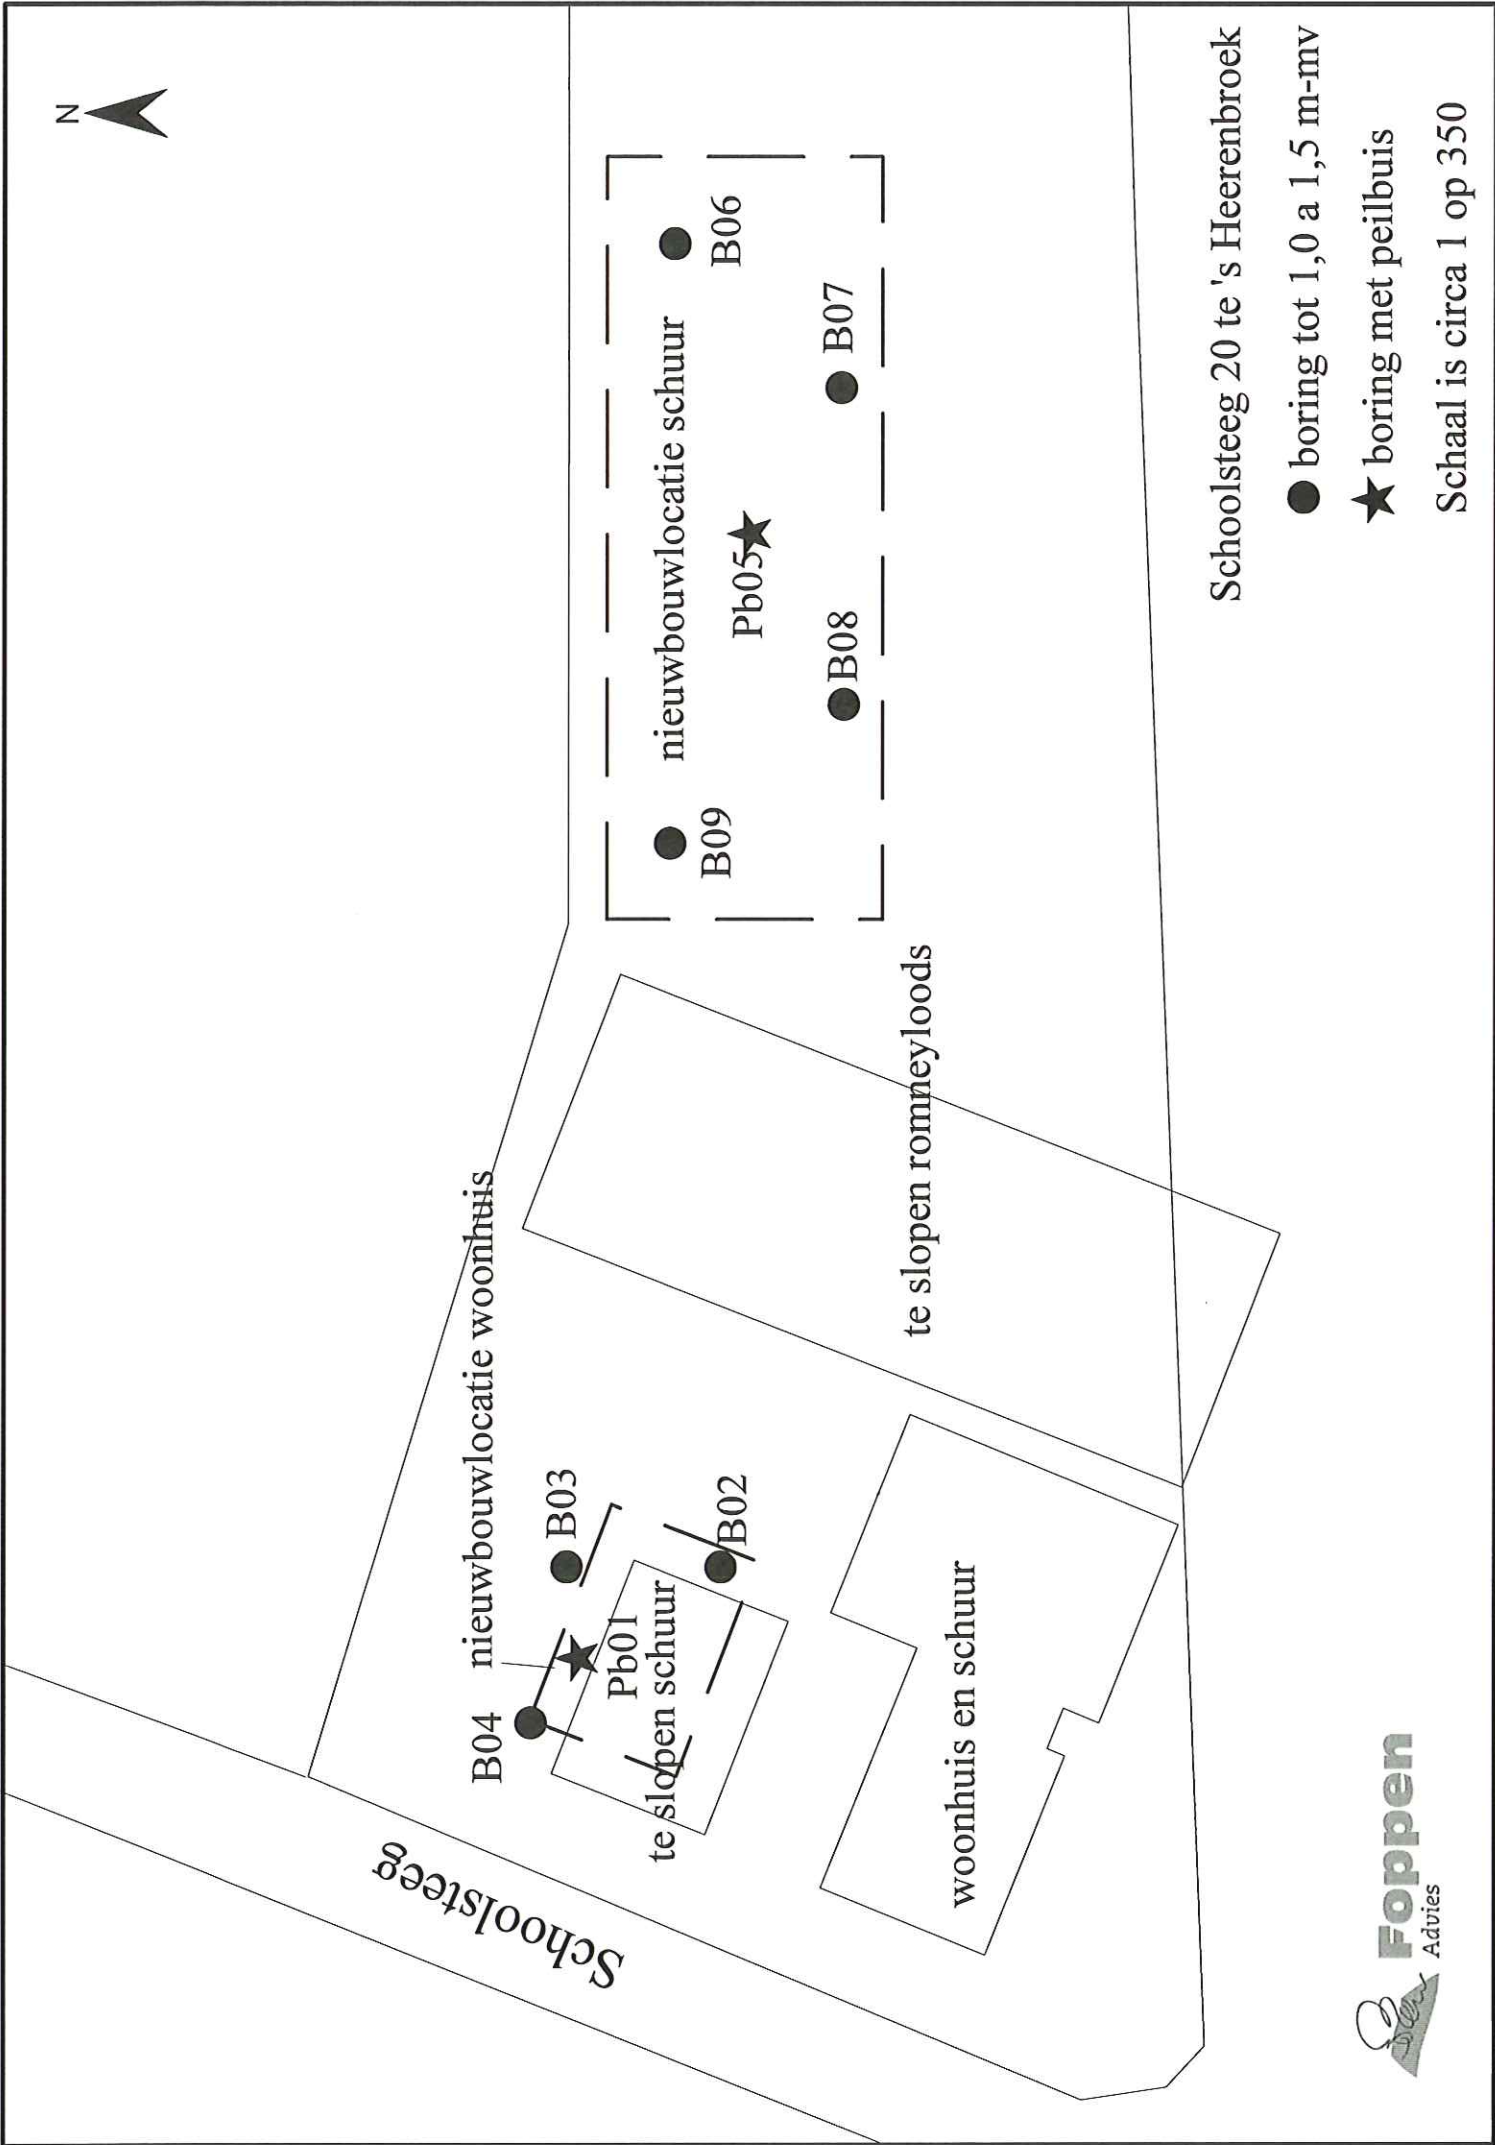 N
nieuwbouwlocatie woonhuis
B04
B03
Pb01
te slopen schuur
B02
Schoolsteeg
woonhuis en schuur
te slopen romneyloods
nieuwbouwlocatie schuur
B09
B06
Pb05
B08
B07
Schoolsteeg 20 te 's Heerenbroek
boring tot 1,0 a 1,5 m-mv
boring met peilbuis
Schaal is circa 1 op 350
Foppen
Advies